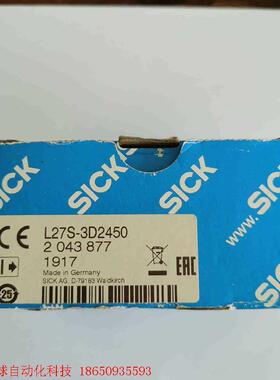 SICK
SICK
SICK
CE
L27S-3D2450
2 043 877
1917
Made in Germany
SICK AG, D-79183 Waldkirch
EAC
25
球自动化科技 18650935593